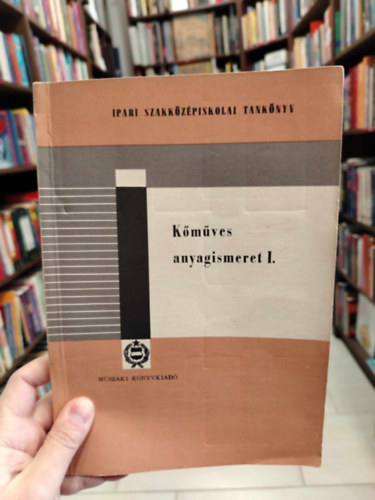 IPARI SZAKKÖZÉPISKOLAI TANKÖNYV
Kőműves
anyagismeret I.
MŰSZAKI KÖNYVKIADÓ